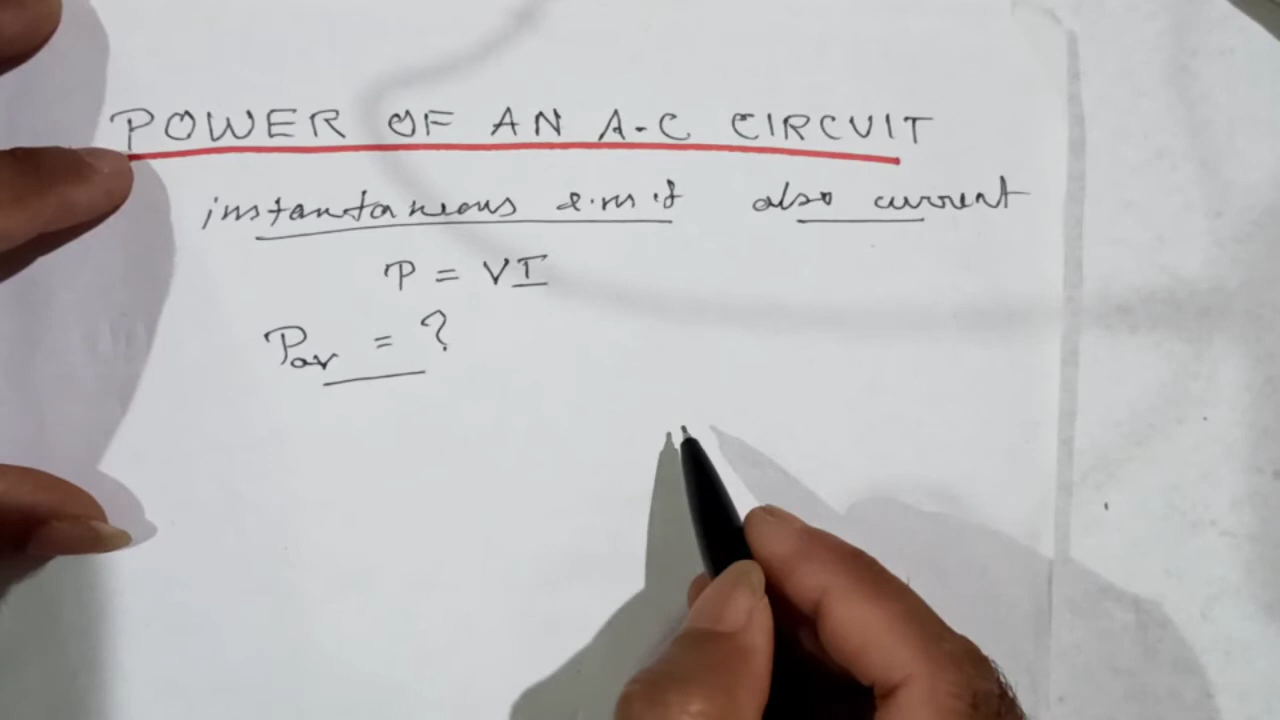 POWER OF AN A-C CIRCUIT
instantaneous e.m.f also current
P = VI
Pav = ?